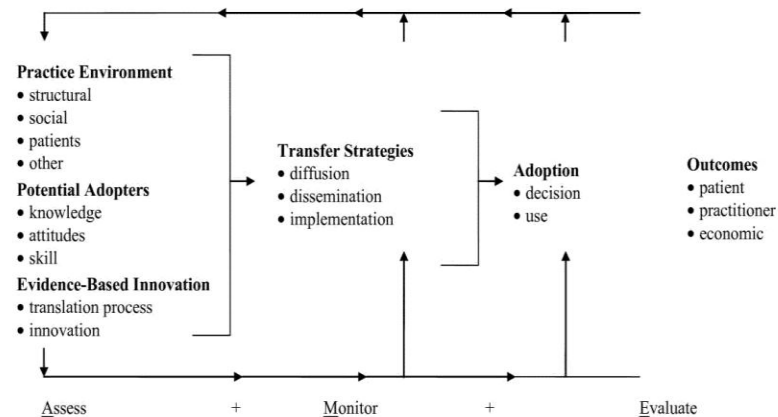 Practice Environment
• structural
• social
• patients
• other
Potential Adopters
• knowledge
• attitudes
• skill
Evidence-Based Innovation
• translation process
• innovation
Transfer Strategies
• diffusion
• dissemination
• implementation
Adoption
• decision
• use
Outcomes
• patient
• practitioner
• economic
Assess + Monitor + Evaluate